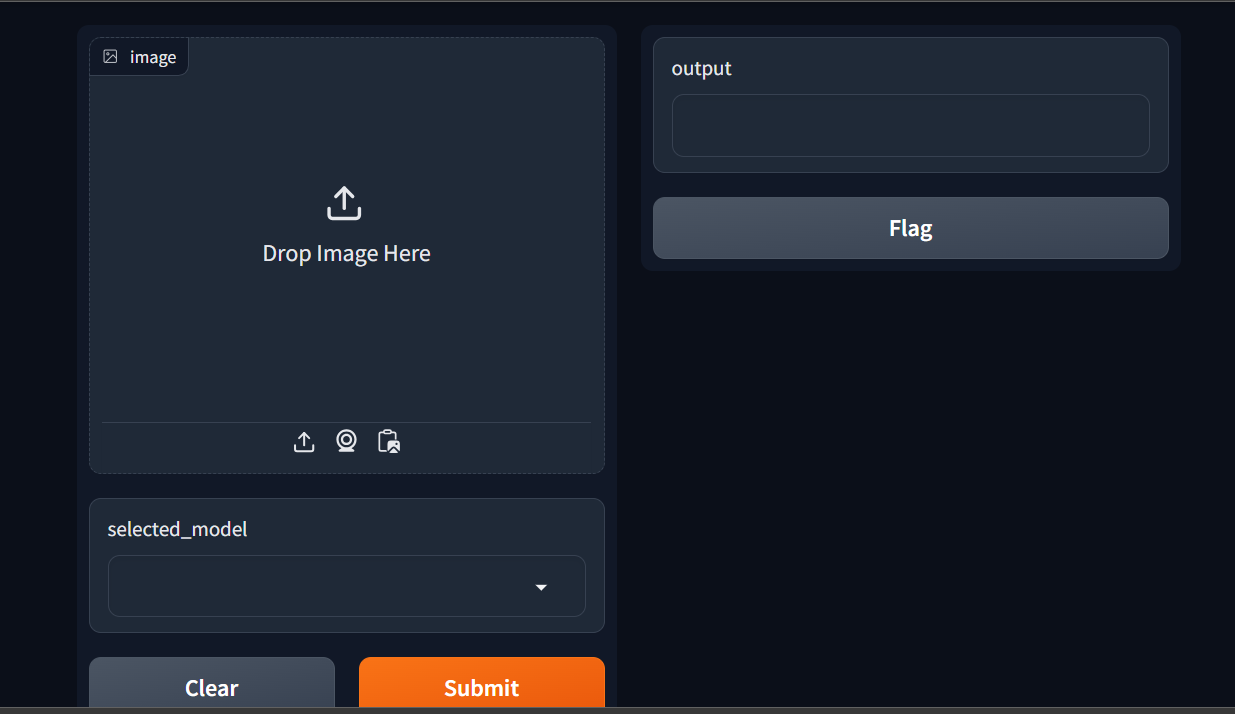 image
Drop Image Here
selected_model
Clear
Submit
output
Flag